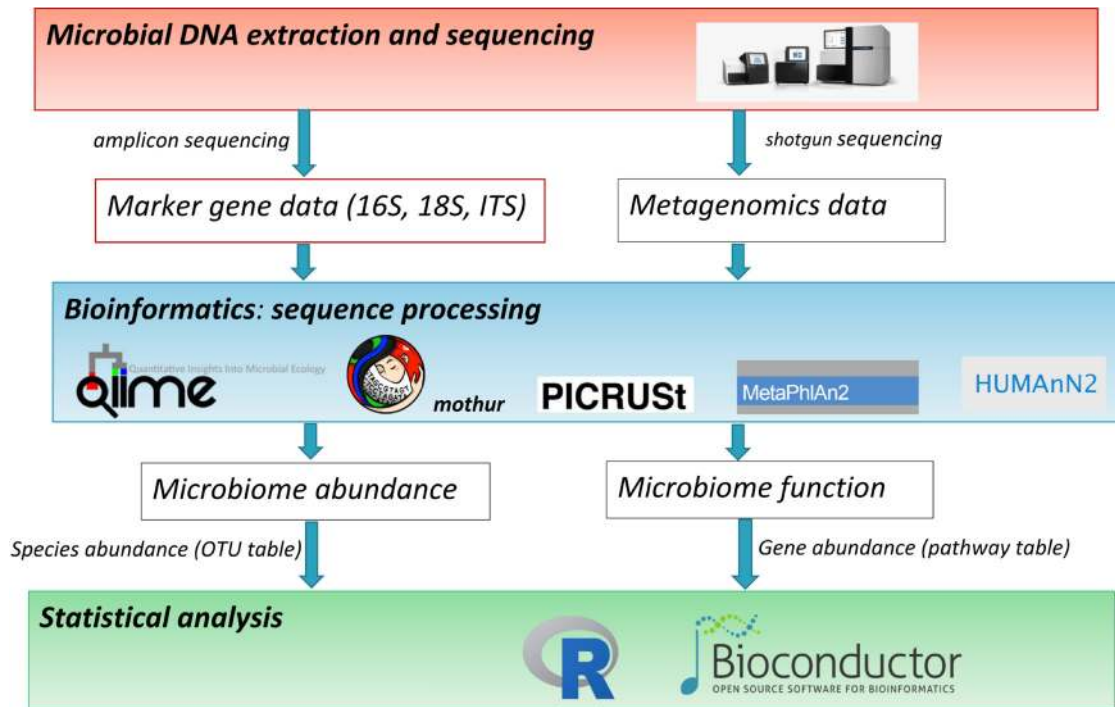 Microbial DNA extraction and sequencing
amplicon sequencing
shotgun sequencing
Marker gene data (16S, 18S, ITS)
Metagenomics data
Bioinformatics: sequence processing
Quantitative Insights Into Microbial Ecology
QIIME
mothur
PICRUSt
MetaPhlAn2
HUMAnN2
Microbiome abundance
Microbiome function
Species abundance (OTU table)
Gene abundance (pathway table)
Statistical analysis
R
Bioconductor
OPEN SOURCE SOFTWARE FOR BIOINFORMATICS